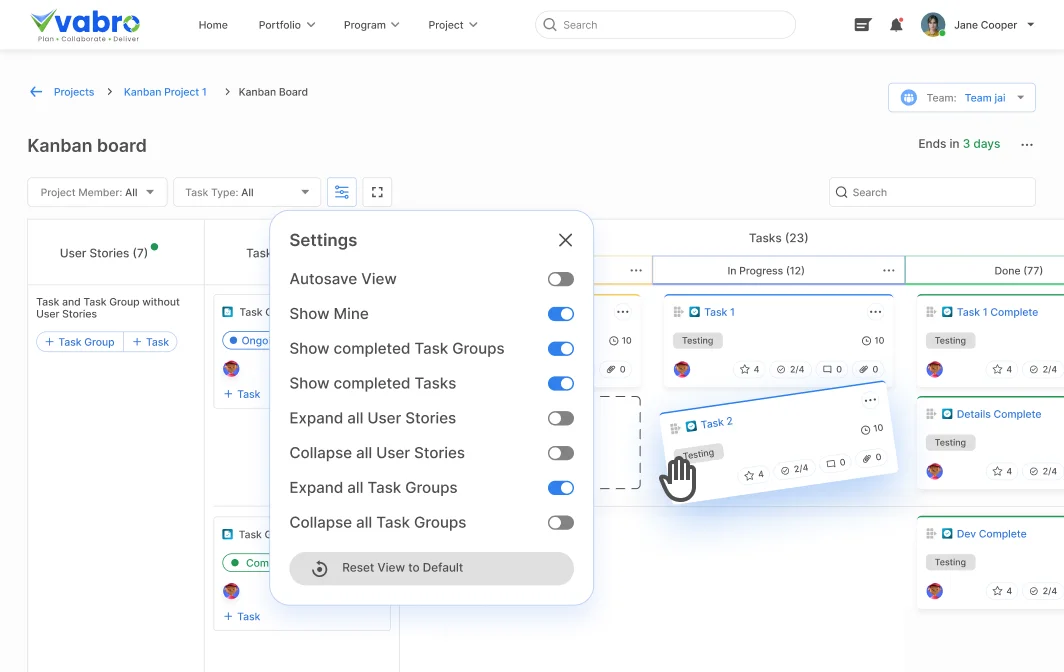 vabro
Plan • Collaborate • Deliver
Home
Portfolio
Program
Project
Search
Jane Cooper
Projects > Kanban Project 1 > Kanban Board
Team: Team jai
Kanban board
Ends in 3 days
Project Member: All
Task Type: All
Search
User Stories (7)
Tasks (23)
In Progress (12)
Done (77)
Task and Task Group without
User Stories
+ Task Group
+ Task
Ongo
+ Task
Com
+ Task
Settings
Autosave View
Show Mine
Show completed Task Groups
Show completed Tasks
Expand all User Stories
Collapse all User Stories
Expand all Task Groups
Collapse all Task Groups
Reset View to Default
10
0
Task 1
Testing
10
4
2/4
0
0
Task 2
Testing
10
4
2/4
0
0
Task 1 Complete
Testing
4
2/4
Details Complete
Testing
4
2/4
Dev Complete
Testing
4
2/4